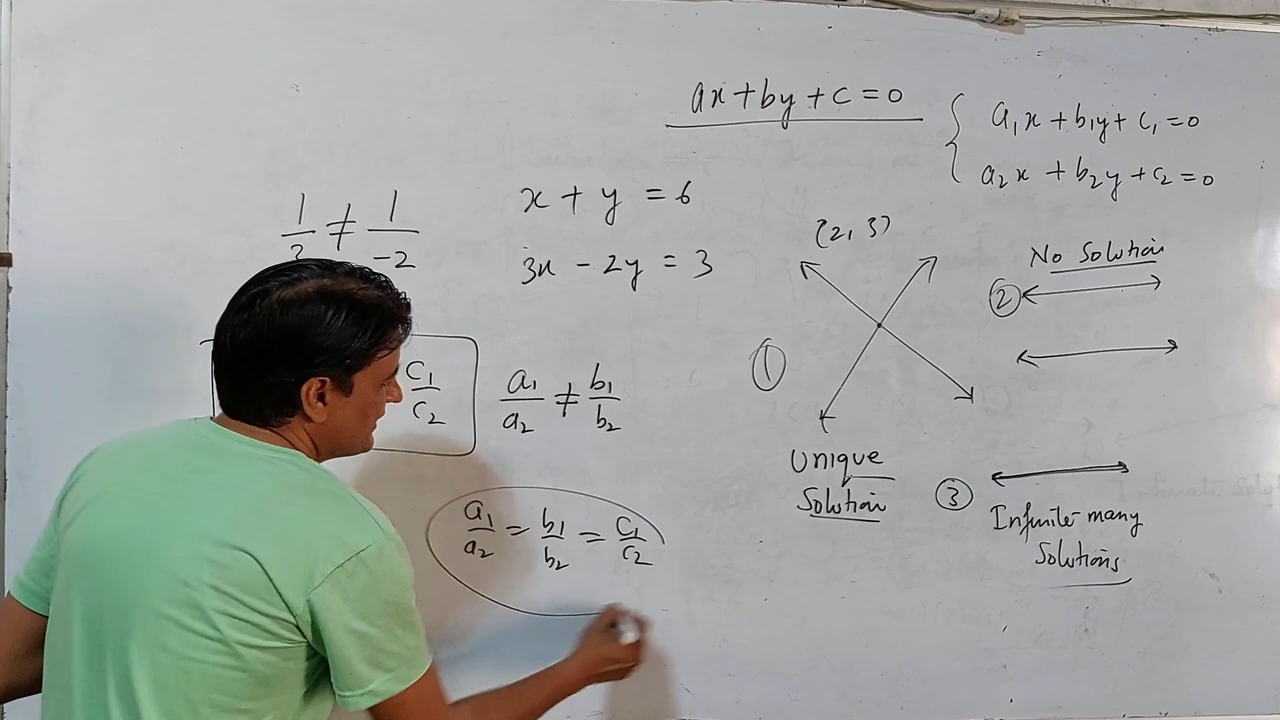 ax+by+c=0
a₁x+b₁y+c₁=0
a₂x+b₂y+c₂=0
1/3 ≠ 1/-2
x+y=6
3x-2y=3
(2,3)
No Solution
②
①
c₁/c₂
a₁/a₂ ≠ b₁/b₂
Unique
Solution
③
Infinite many
Solutions
a₁/a₂ = b₁/b₂ = c₁/c₂